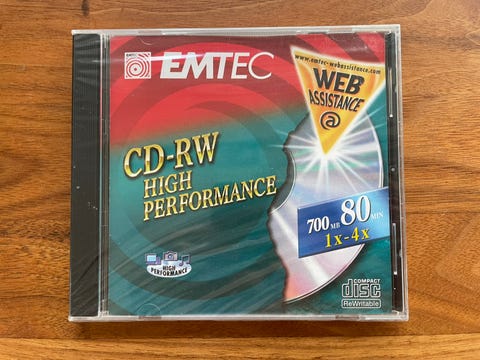 EMTEC
www.emtec-webassistance.com
WEB
ASSISTANCE
@
CD-RW
HIGH
PERFORMANCE
700 MB 80 MIN
1x-4x
HIGH
PERFORMANCE
COMPACT
disc
ReWritable